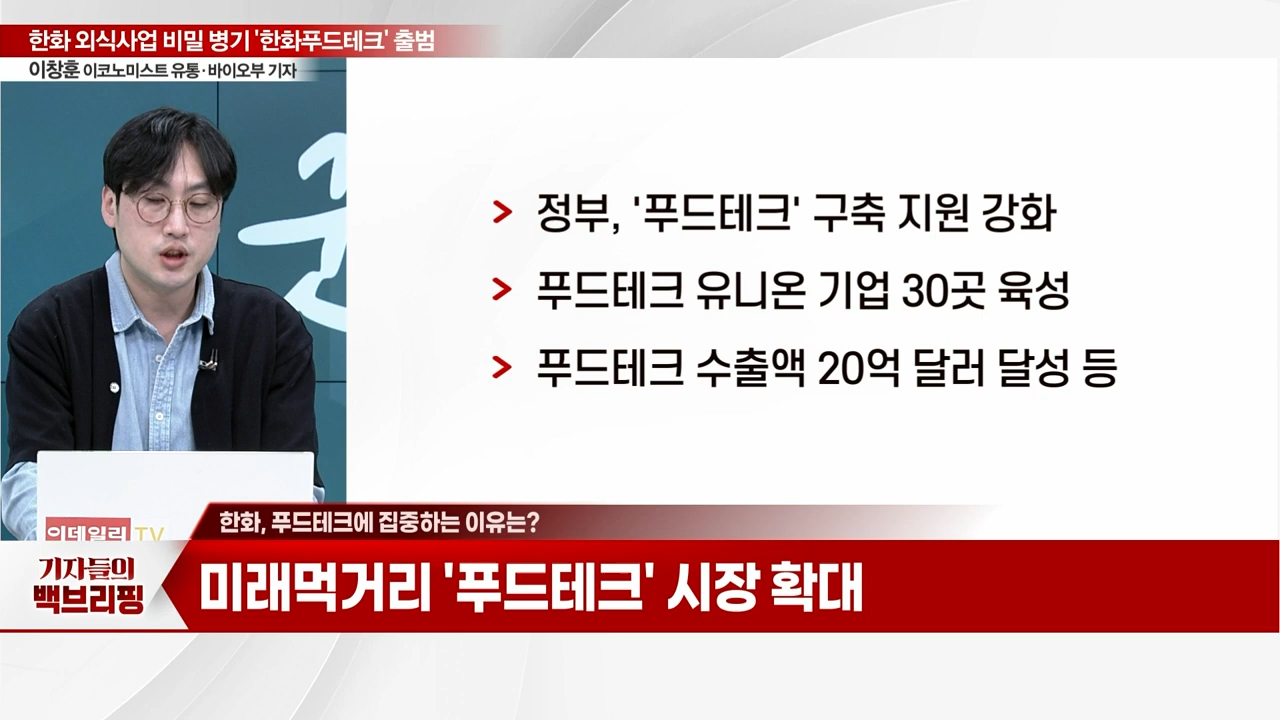 한화 외식사업 비밀 병기 '한화푸드테크' 출범
이창훈 이코노미스트 유통·바이오부 기자
> 정부, '푸드테크' 구축 지원 강화
> 푸드테크 유니온 기업 30곳 육성
> 푸드테크 수출액 20억 달러 달성 등
이데일리 TV
한화, 푸드테크에 집중하는 이유는?
기자들의
백브리핑
미래먹거리 '푸드테크' 시장 확대